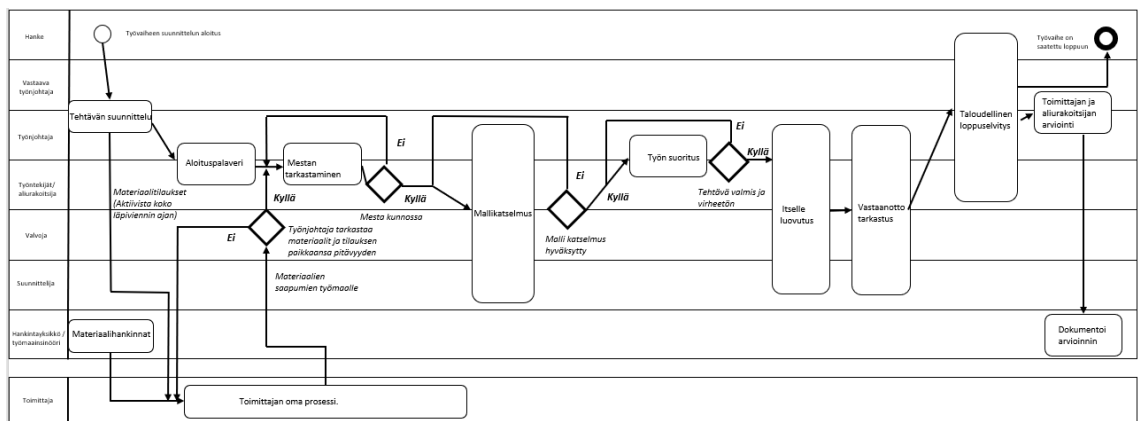 Hanke
Työvaiheen suunnittelun aloitus
Työvaihe on
saatettu loppuun
Vastaava
työnjohtaja
Tehtävän suunnittelu
Taloudellinen
loppuselvitys
Toimittajan ja
aliurakoitsijan
arviointi
Työnjohtaja
Aloituspalaveri
Mestan
tarkastaminen
Ei
Kyllä
Mesta kunnossa
Mallikatselmus
Ei
Kyllä
Malli katselmus
hyväksytty
Työn suoritus
Ei
Kyllä
Tehtävä valmis ja
virheetön
Itselle
luovutus
Vastaanotto
tarkastus
Työntekijät/
aliurakoitsija
Materiaalitilaukset
(Aktiivista koko
läpiviennin ajan)
Kyllä
Ei
Työnjohtaja tarkastaa
materiaalit ja tilauksen
paikkaansa pitävyyden
Valvoja
Suunnittelija
Materiaalien
saapumien työmaalle
Hankintayksikkö /
työmaainsinööri
Materiaalihankinnat
Dokumentoi
arvioinnin
Toimittaja
Toimittajan oma prosessi.